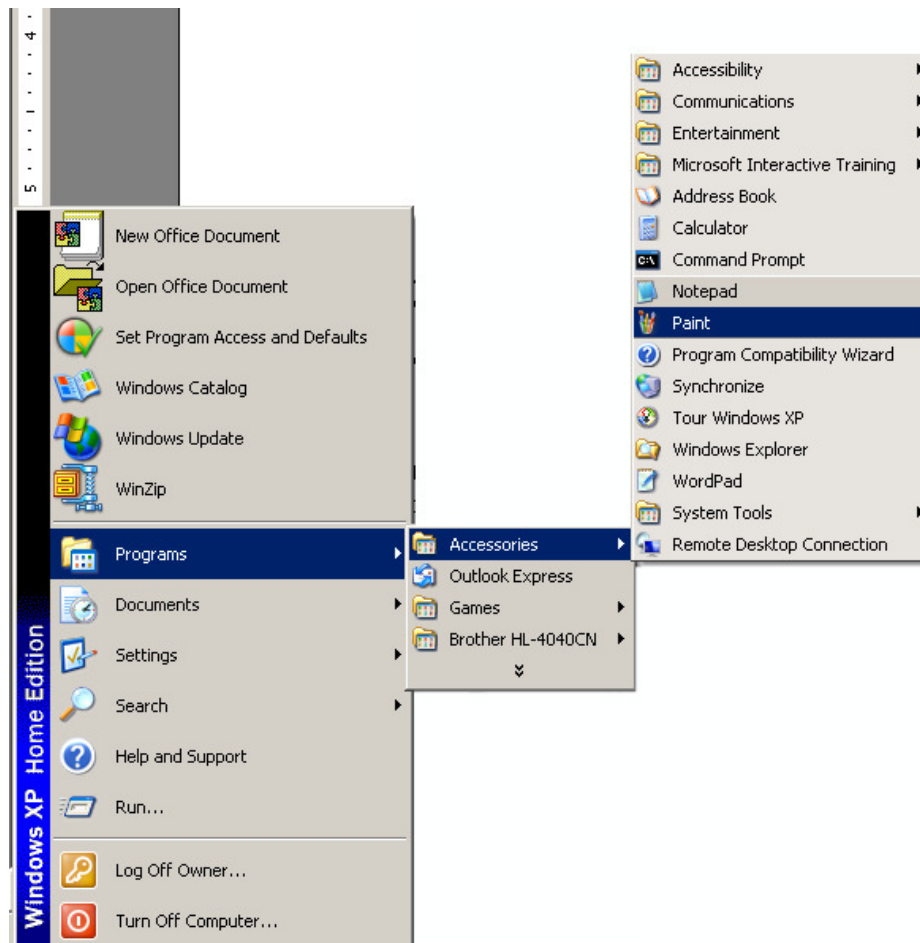 4
1
5
New Office Document
Open Office Document
Set Program Access and Defaults
Windows Catalog
Windows Update
WinZip
Programs
Documents
Settings
Search
Help and Support
Run...
Log Off Owner...
Turn Off Computer...
Windows XP Home Edition
Accessories
Outlook Express
Games
Brother HL-4040CN
Accessibility
Communications
Entertainment
Microsoft Interactive Training
Address Book
Calculator
C:\
Command Prompt
Notepad
Paint
Program Compatibility Wizard
Synchronize
Tour Windows XP
Windows Explorer
WordPad
System Tools
Remote Desktop Connection